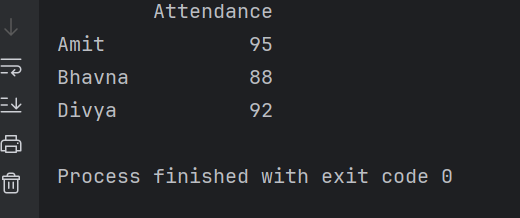 Attendance
Amit 95
Bhavna 88
Divya 92
Process finished with exit code 0